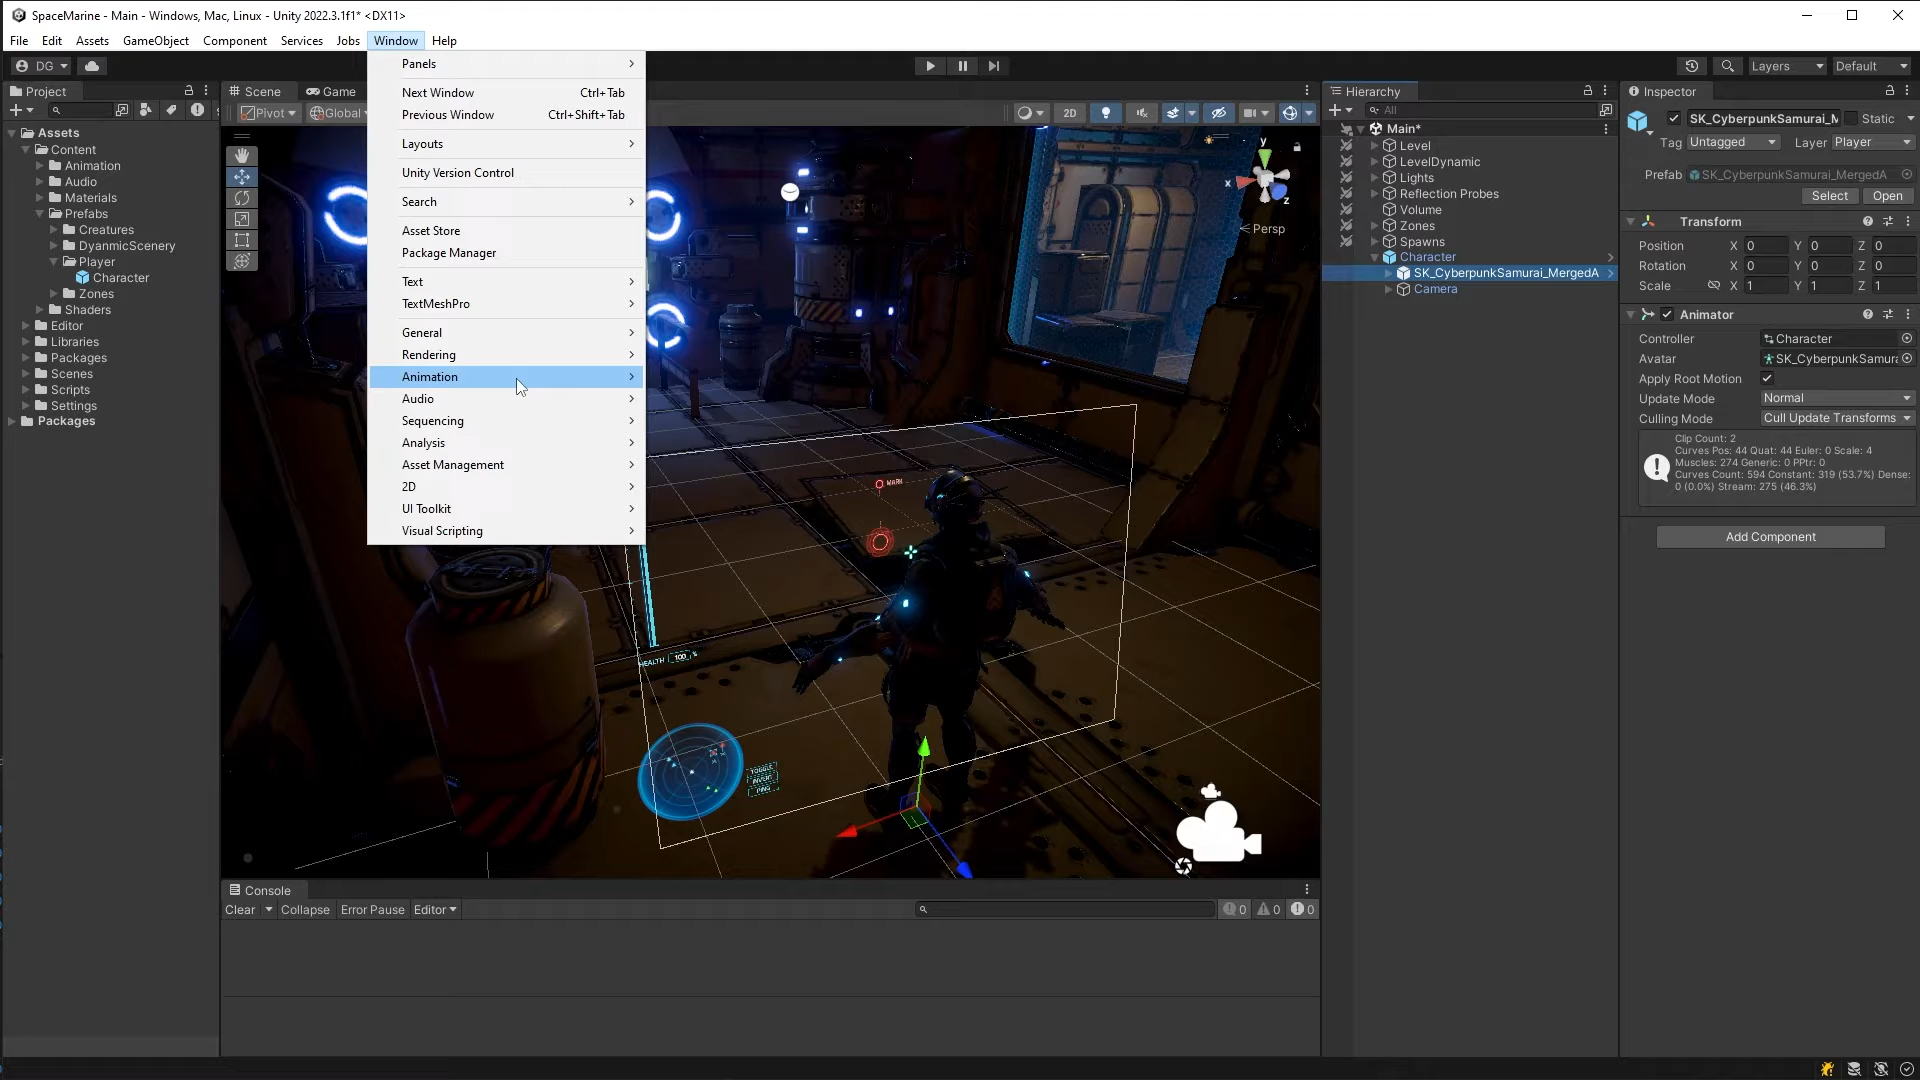 SpaceMarine - Main - Windows, Mac, Linux - Unity 2022.3.1f1* <DX11>
File Edit Assets GameObject Component Services Jobs Window Help
DG
Layers
Default
Project
Assets
Content
Animation
Audio
Materials
Prefabs
Creatures
DyanmicScenery
Player
Character
Zones
Shaders
Editor
Libraries
Packages
Scenes
Scripts
Settings
Packages
Scene
Game
Pivot
Global
2D
Panels
Next Window Ctrl+Tab
Previous Window Ctrl+Shift+Tab
Layouts
Unity Version Control
Search
Asset Store
Package Manager
Text
TextMeshPro
General
Rendering
Animation
Audio
Sequencing
Analysis
Asset Management
2D
UI Toolkit
Visual Scripting
y
x
z
Persp
MARK
HEALTH 100 %
TOGGLE
INVERT
PING
Console
Clear Collapse Error Pause Editor
0 0 0
Hierarchy
All
Main*
Level
LevelDynamic
Lights
Reflection Probes
Volume
Zones
Spawns
Character
SK_CyberpunkSamurai_MergedA
Camera
Inspector
SK_CyberpunkSamurai_M Static
Tag Untagged Layer Player
Prefab SK_CyberpunkSamurai_MergedA
Select Open
Transform
Position X 0 Y 0 Z 0
Rotation X 0 Y 0 Z 0
Scale X 1 Y 1 Z 1
Animator
Controller Character
Avatar SK_CyberpunkSamura
Apply Root Motion
Update Mode Normal
Culling Mode Cull Update Transforms
Clip Count: 2
Curves Pos: 44 Quat: 44 Euler: 0 Scale: 4
Muscles: 274 Generic: 0 PPtr: 0
Curves Count: 594 Constant: 319 (53.7%) Dense:
0 (0.0%) Stream: 275 (46.3%)
Add Component